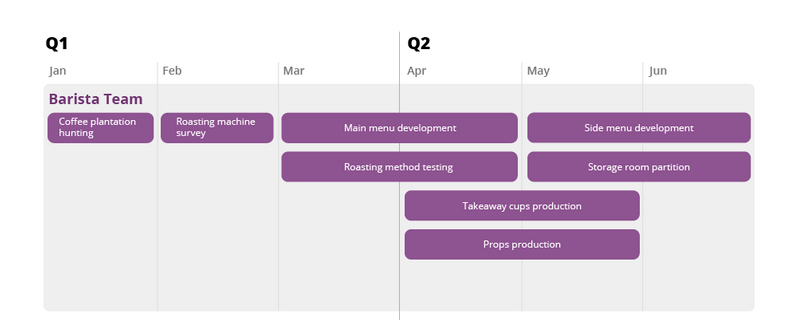 Q1
Q2
Jan
Feb
Mar
Apr
May
Jun
Barista Team
Coffee plantation
hunting
Roasting machine
survey
Main menu development
Side menu development
Roasting method testing
Storage room partition
Takeaway cups production
Props production